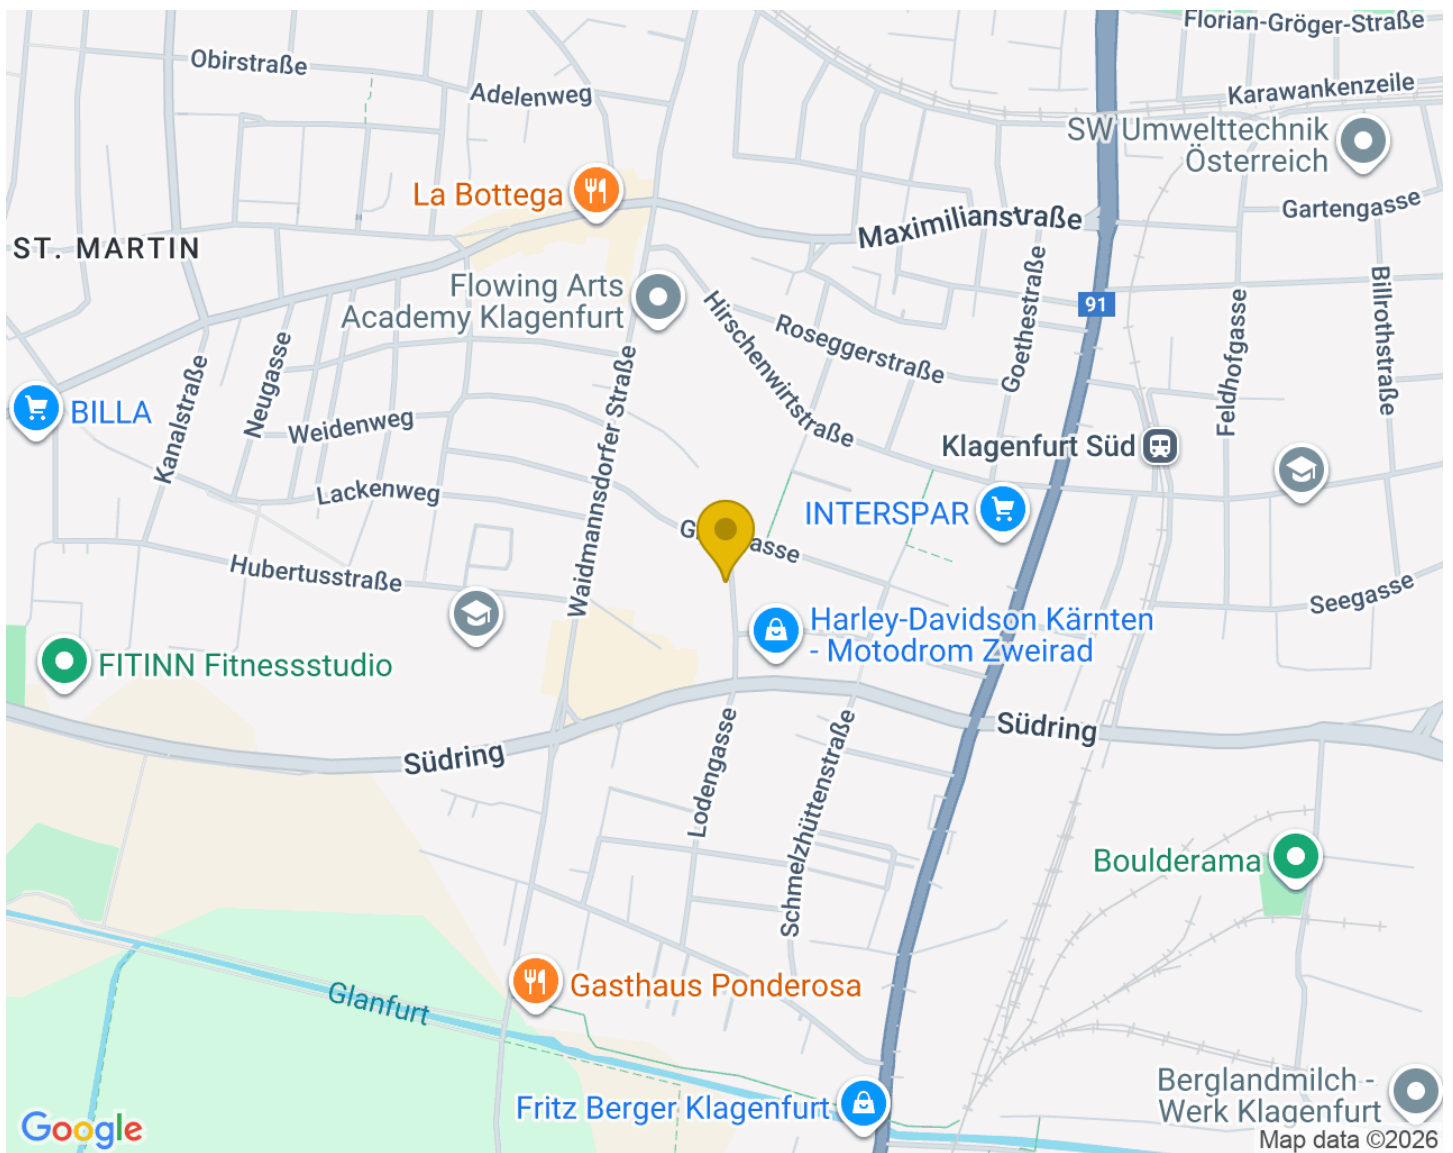 Florian-Gröger-Straße
Obirstraße
Adelenweg
Karawankenzeile
SW Umwelttechnik
Österreich
La Bottega
Gartengasse
Maximilianstraße
ST. MARTIN
Flowing Arts
Academy Klagenfurt
Hirschenwirtstraße
Roseggerstraße
Goethestraße
91
Billrothstraße
Feldhofgasse
Neugasse
Kanalstraße
BILLA
Weidenweg
Waidmannsdorfer Straße
Klagenfurt Süd
Lackenweg
INTERSPAR
Hubertusstraße
Seegasse
Harley-Davidson Kärnten
- Motodrom Zweirad
FITINN Fitnessstudio
Südring
Südring
Lodengasse
Schmelzhüttenstraße
Boulderama
Gasthaus Ponderosa
Glanfurt
Fritz Berger Klagenfurt
Berglandmilch -
Werk Klagenfurt
Google
Map data ©2026